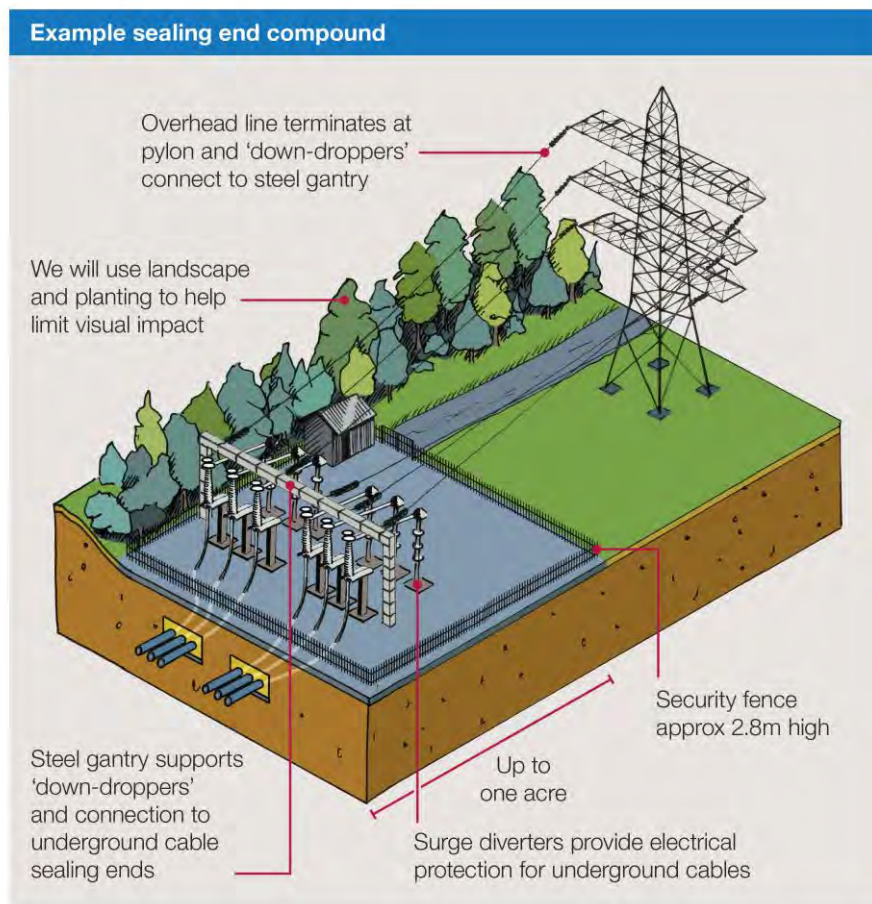 Example sealing end compound
Overhead line terminates at
pylon and ‘down-droppers’
connect to steel gantry
We will use landscape
and planting to help
limit visual impact
Security fence
approx 2.8m high
Up to
one acre
Steel gantry supports
‘down-droppers’
and connection to
underground cable
sealing ends
Surge diverters provide electrical
protection for underground cables